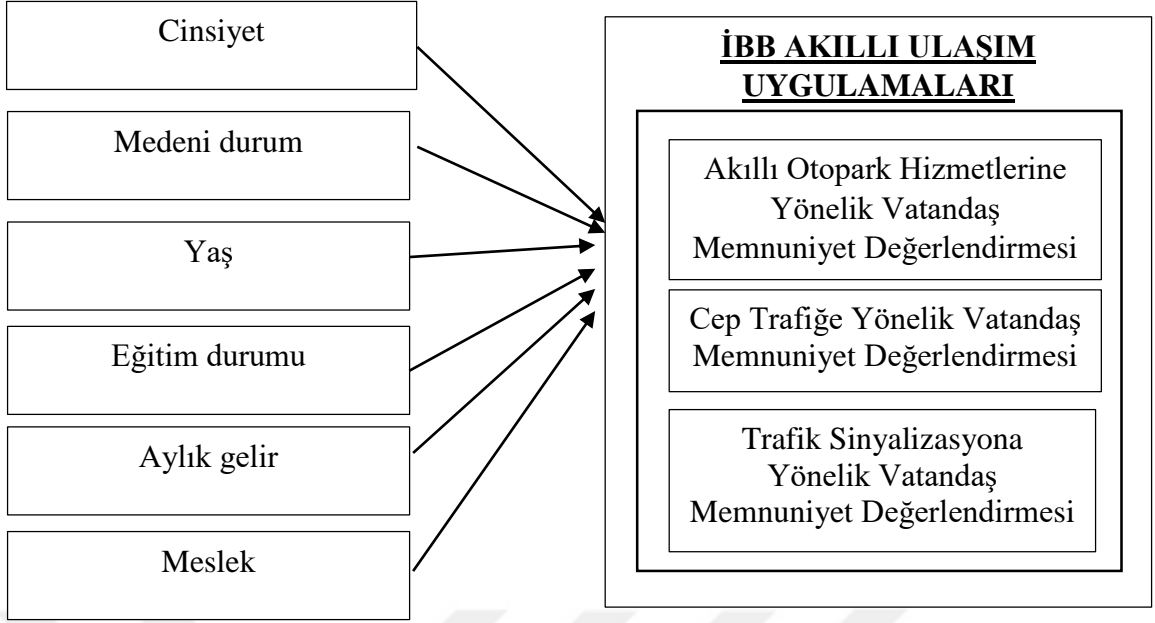 Cinsiyet
Medeni durum
Yaş
Eğitim durumu
Aylık gelir
Meslek
İBB AKILLI ULAŞIM
UYGULAMALARI
Akıllı Otopark Hizmetlerine
Yönelik Vatandaş
Memnuniyet Değerlendirmesi
Cep Trafiğe Yönelik Vatandaş
Memnuniyet Değerlendirmesi
Trafik Sinyalizasyona
Yönelik Vatandaş
Memnuniyet Değerlendirmesi